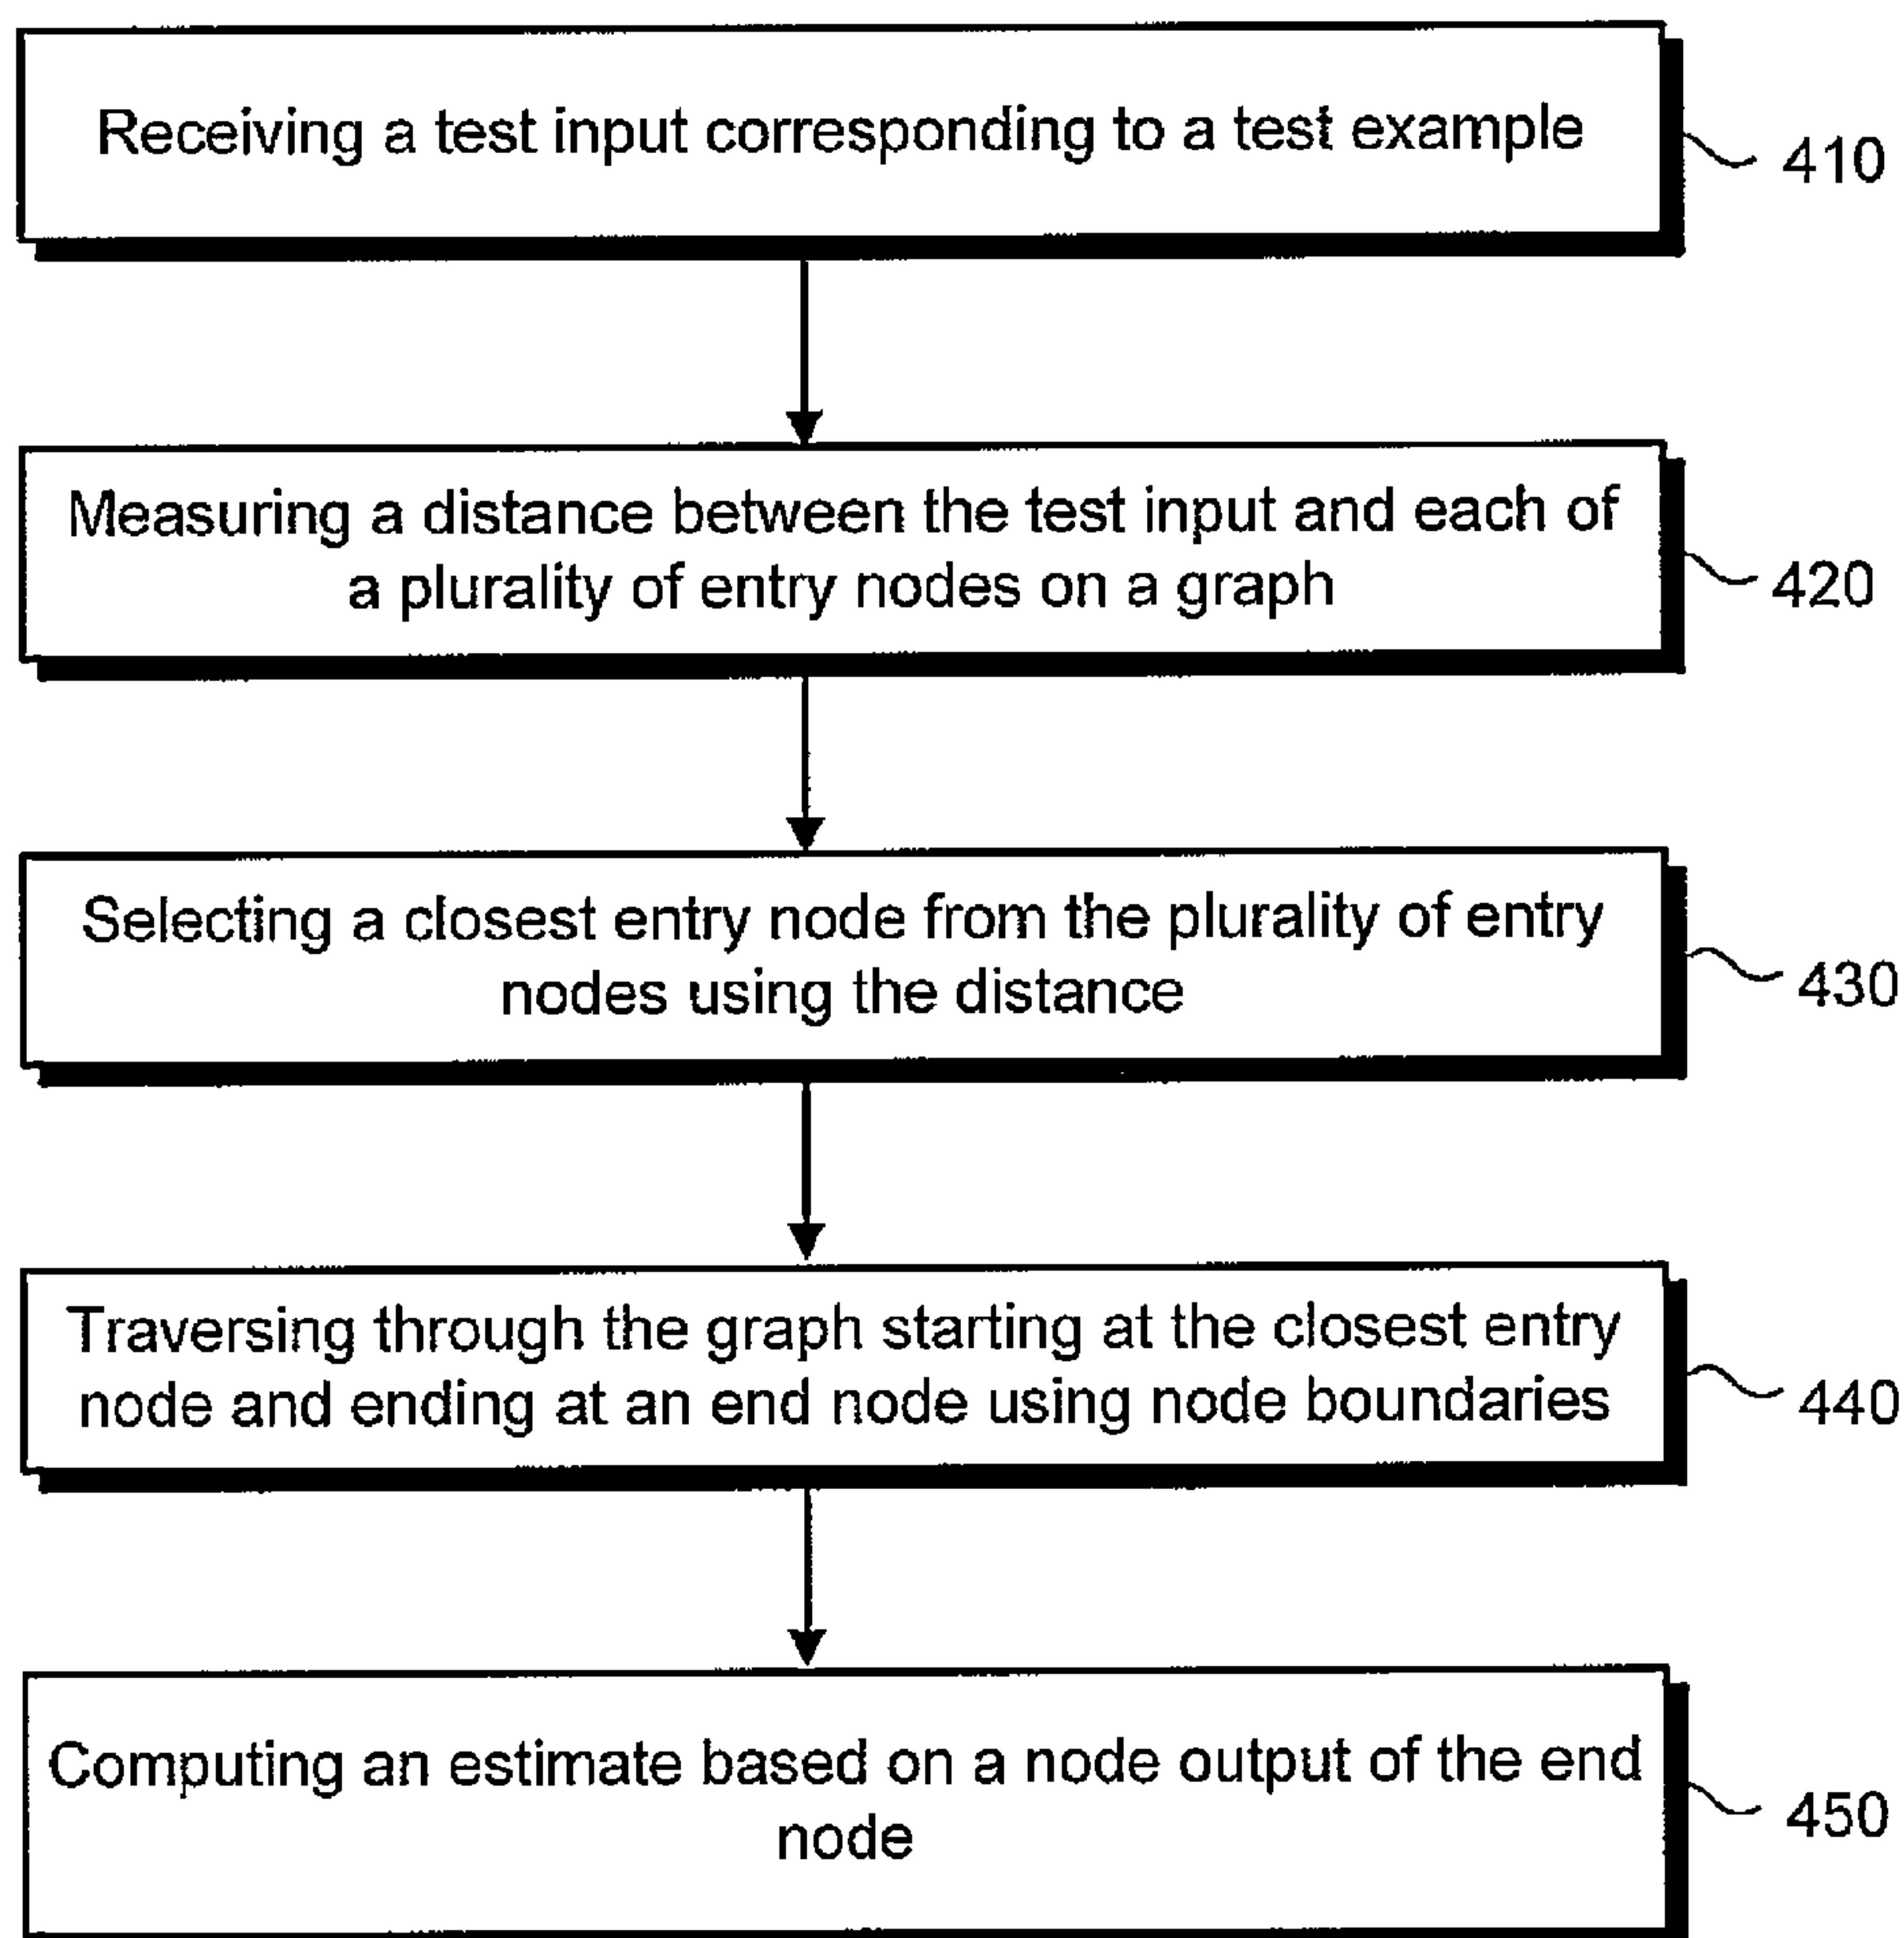 Receiving a test input corresponding to a test example
410
Measuring a distance between the test input and each of
a plurality of entry nodes on a graph
420
Selecting a closest entry node from the plurality of entry
nodes using the distance
430
Traversing through the graph starting at the closest entry
node and ending at an end node using node boundaries
440
Computing an estimate based on a node output of the end
node
450